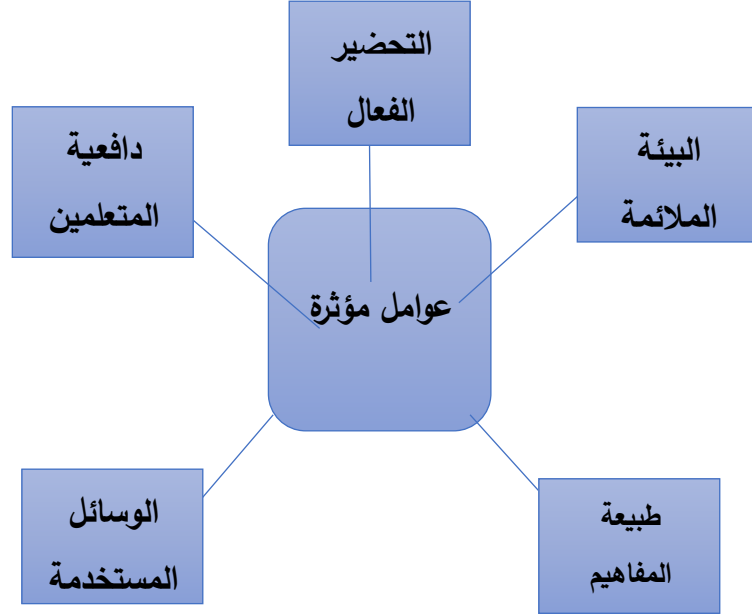 التحضير
الفعال
البيئة
الملائمة
دافعية
المتعلمين
عوامل مؤثرة
طبيعة
المفاهيم
الوسائل
المستخدمة